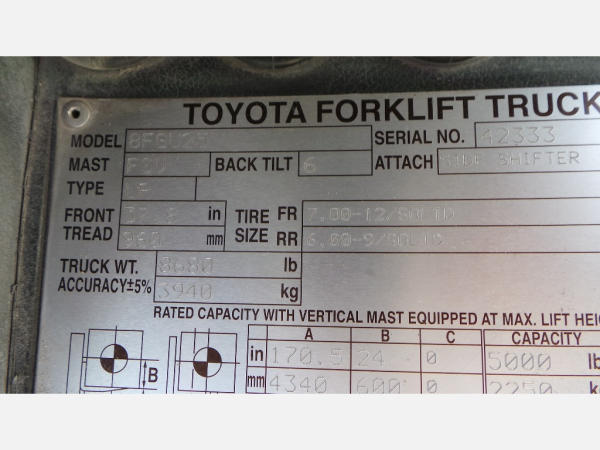 TOYOTA FORKLIFT TRUCK
MODEL 8FGU25 SERIAL NO. 42333
MAST FSV BACK TILT 6 ATTACH SIDE SHIFTER
TYPE LP
FRONT TREAD in TIRE SIZE FR 7.00-12/SOLID
mm RR 6.00-9/SOLID
TRUCK WT. 8680 lb
ACCURACY±5% 3940 kg
RATED CAPACITY WITH VERTICAL MAST EQUIPPED AT MAX. LIFT
A B C CAPACITY
in 170.5 24 0 5000 lb
B mm 4340 600 0 2250